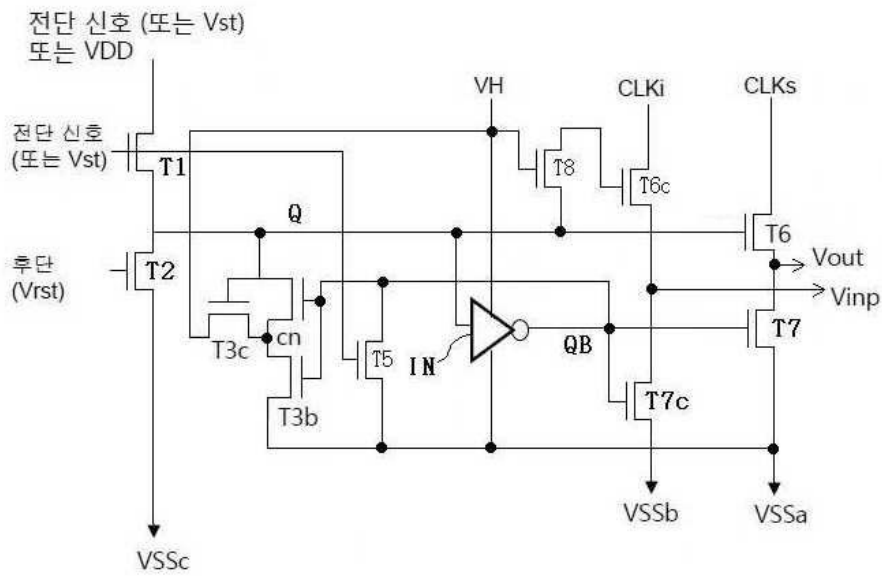 전단 신호 (또는 Vst)
또는 VDD
VH
CLKi
CLKs
전단 신호
(또는 Vst)
T1
T8
T6c
Q
T6
후단
(Vrst)
T2
Vout
Vinp
cn
T3c
T5
IN
QB
T7
T3b
T7c
VSSc
VSSb
VSSa